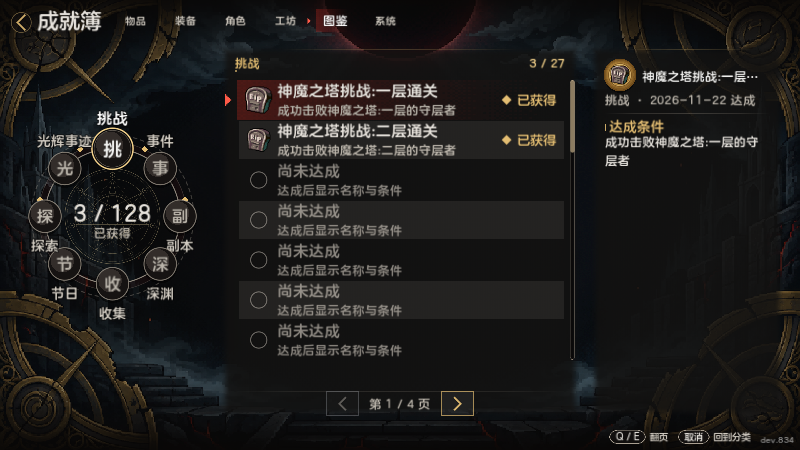 成就簿
物品 装备 角色 工坊 图鉴 系统
挑战
3 / 27
神魔之塔挑战:一层通关
成功击败神魔之塔:一层的守层者
已获得
神魔之塔挑战:二层通关
成功击败神魔之塔:二层的守层者
已获得
尚未达成
达成后显示名称与条件
尚未达成
达成后显示名称与条件
尚未达成
达成后显示名称与条件
尚未达成
达成后显示名称与条件
尚未达成
达成后显示名称与条件
第 1 / 4 页
挑战
挑
光辉事迹
光
事件
事
探
探索
副
副本
3 / 128
已获得
节
节日
收
收集
深
深渊
神魔之塔挑战:一层…
挑战 · 2026-11-22 达成
达成条件
成功击败神魔之塔:一层的守
层者
Q / E 翻页 取消 回到分类
dev.834